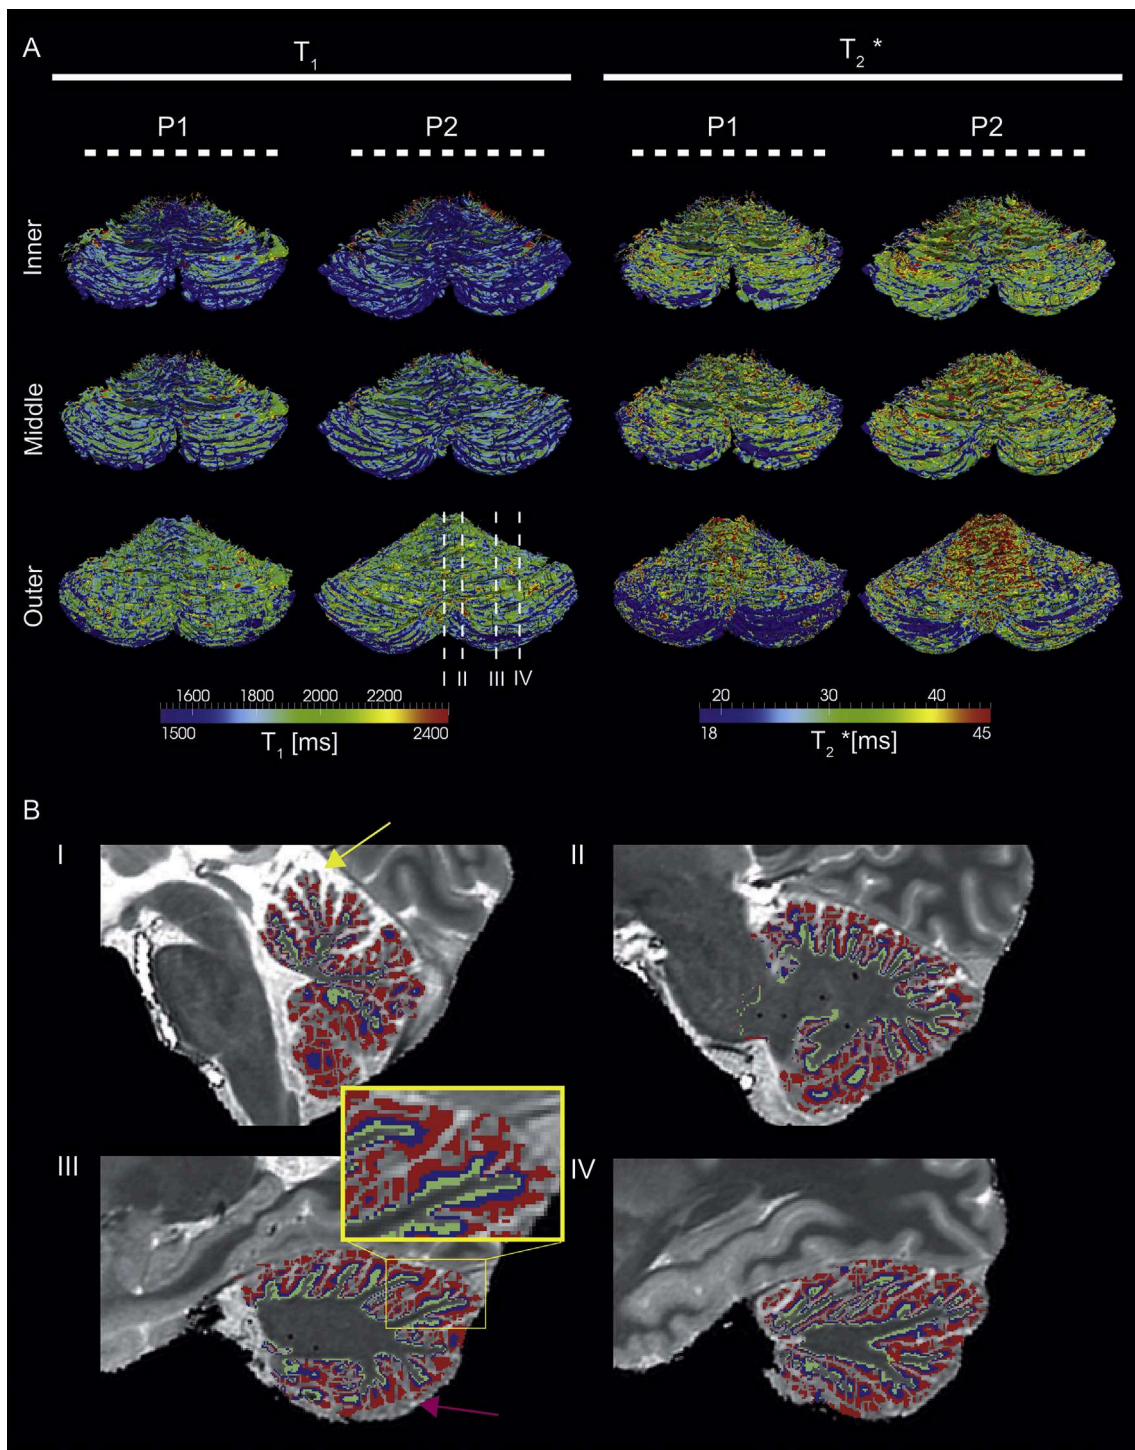 A
T1 T2 *
P1 P2 P1 P2
Inner
Middle
Outer
I II III IV
1600 1800 2000 2200
1500 2400
T1 [ms]
20 30 40
18 45
T2 *[ms]
B
I II
III IV